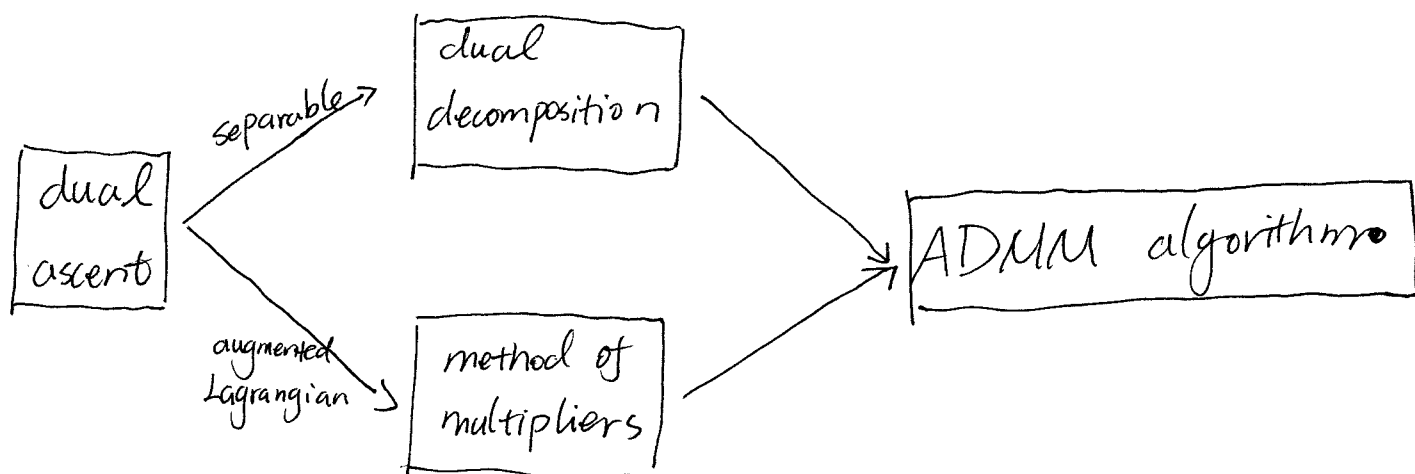 dual
decomposition
separable
dual
ascent
ADMM algorithm
augmented
Lagrangian
method of
multipliers